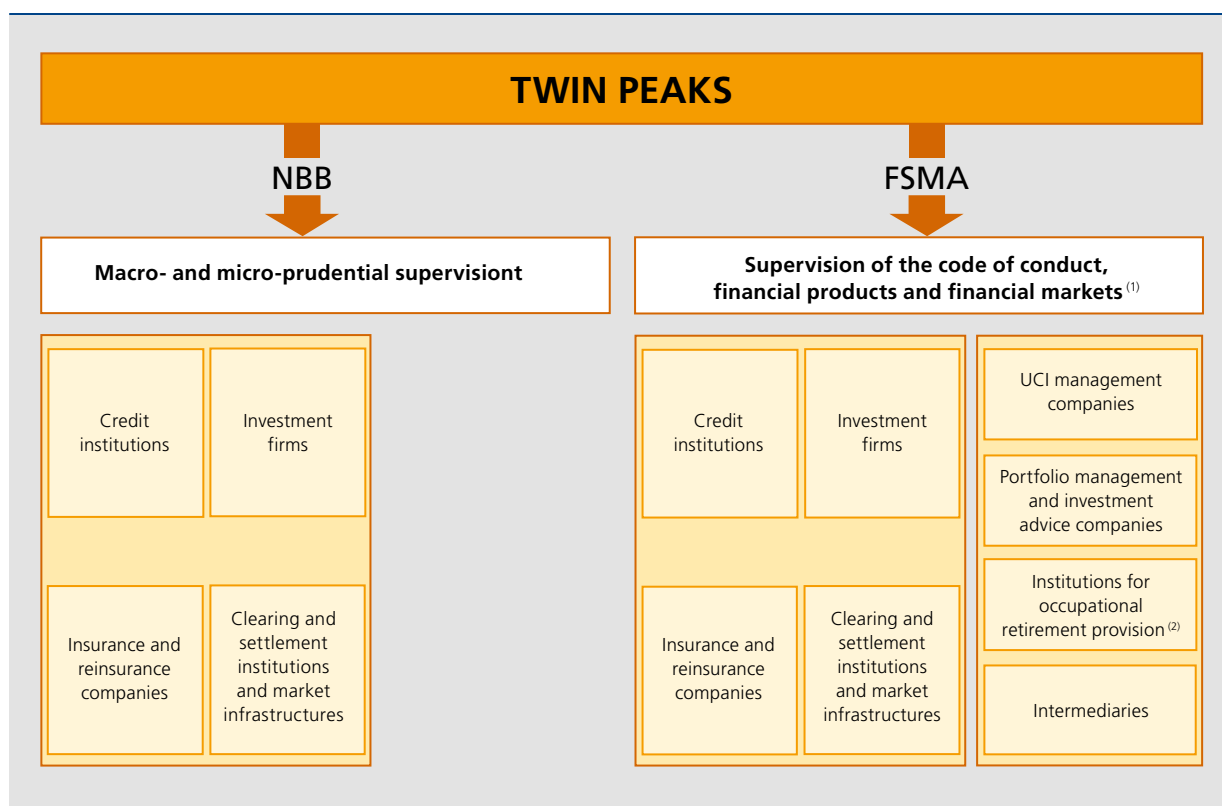 TWIN PEAKS
NBB
FSMA
Macro- and micro-prudential supervisiont
Supervision of the code of conduct,
financial products and financial markets (1)
Credit
institutions
Investment
firms
Insurance and
reinsurance
companies
Clearing and
settlement
institutions
and market
infrastructures
Credit
institutions
Investment
firms
Insurance and
reinsurance
companies
Clearing and
settlement
institutions
and market
infrastructures
UCI management
companies
Portfolio management
and investment
advice companies
Institutions for
occupational
retirement provision (2)
Intermediaries